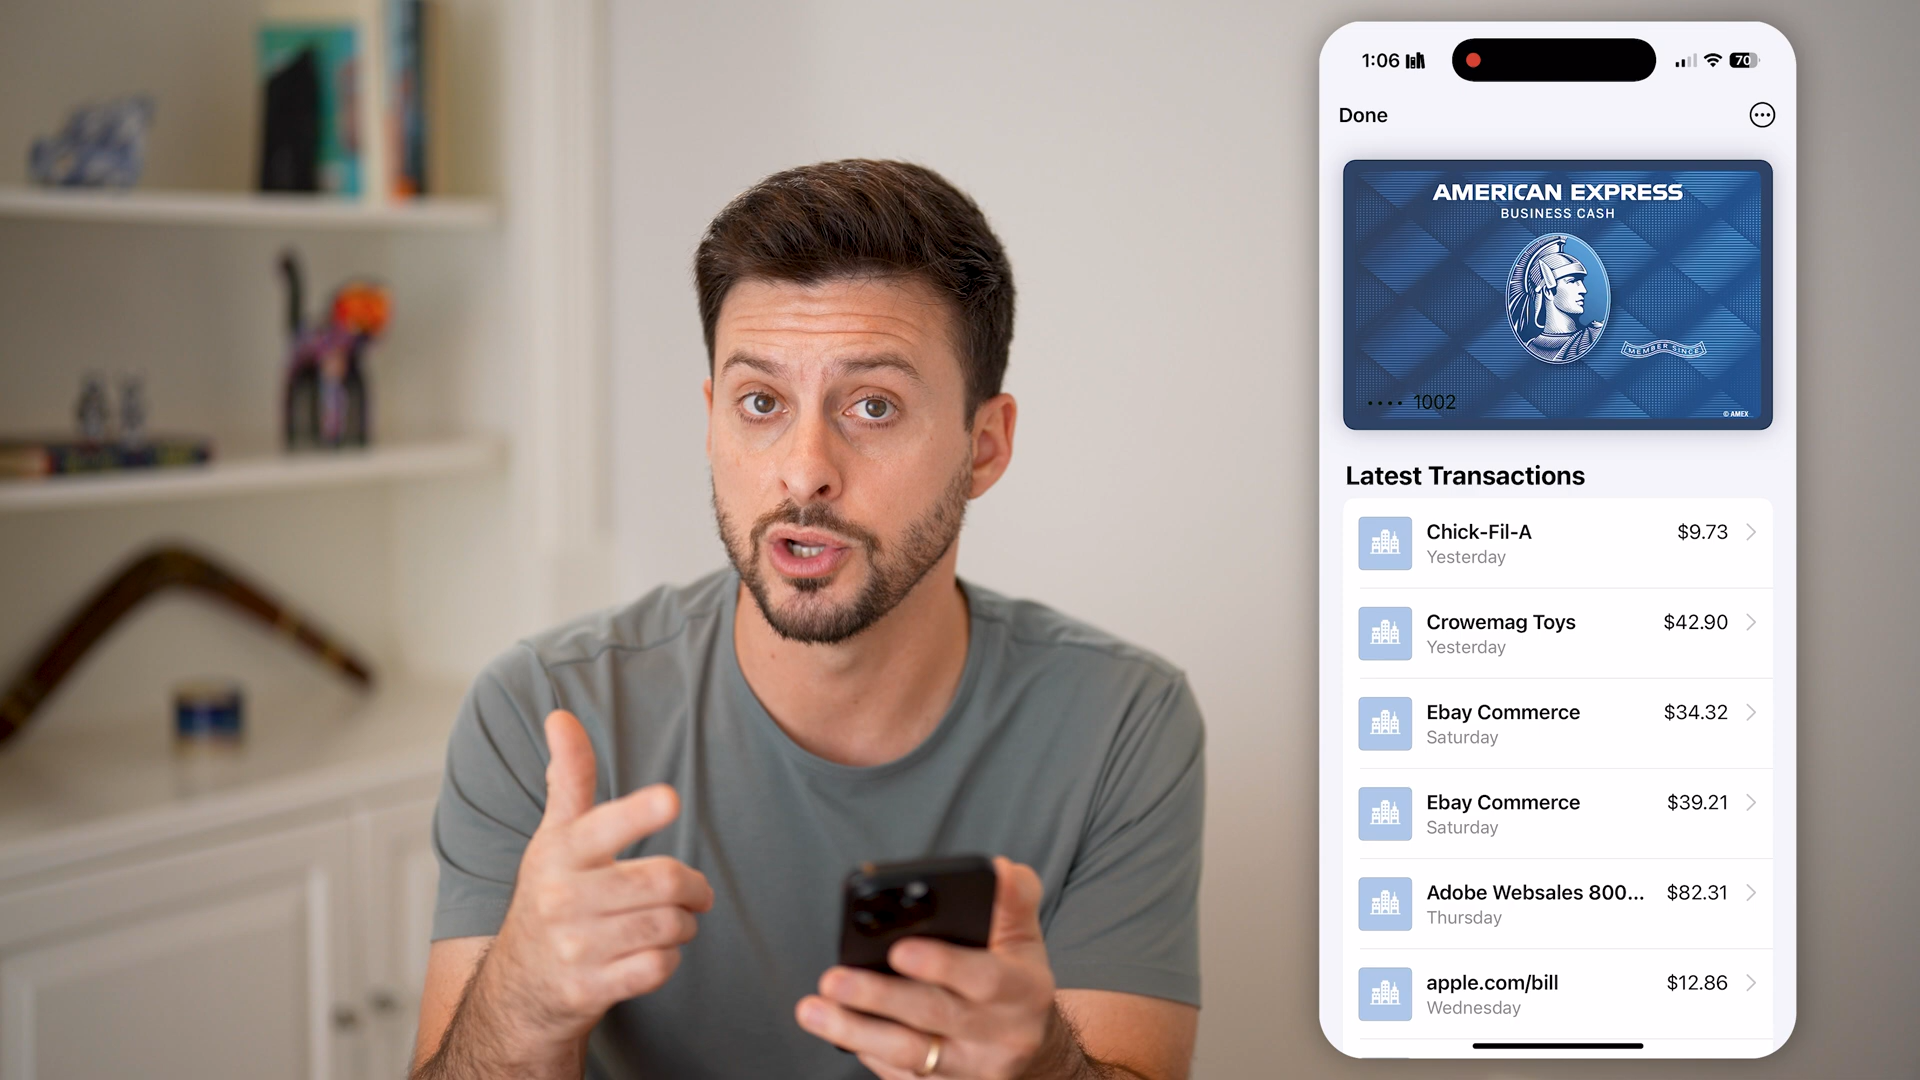 1:06
70
Done
AMERICAN EXPRESS
BUSINESS CASH
MEMBER SINCE
•••• 1002
© AMEX
Latest Transactions
Chick-Fil-A $9.73
Yesterday
Crowemag Toys $42.90
Yesterday
Ebay Commerce $34.32
Saturday
Ebay Commerce $39.21
Saturday
Adobe Websales 800... $82.31
Thursday
apple.com/bill $12.86
Wednesday